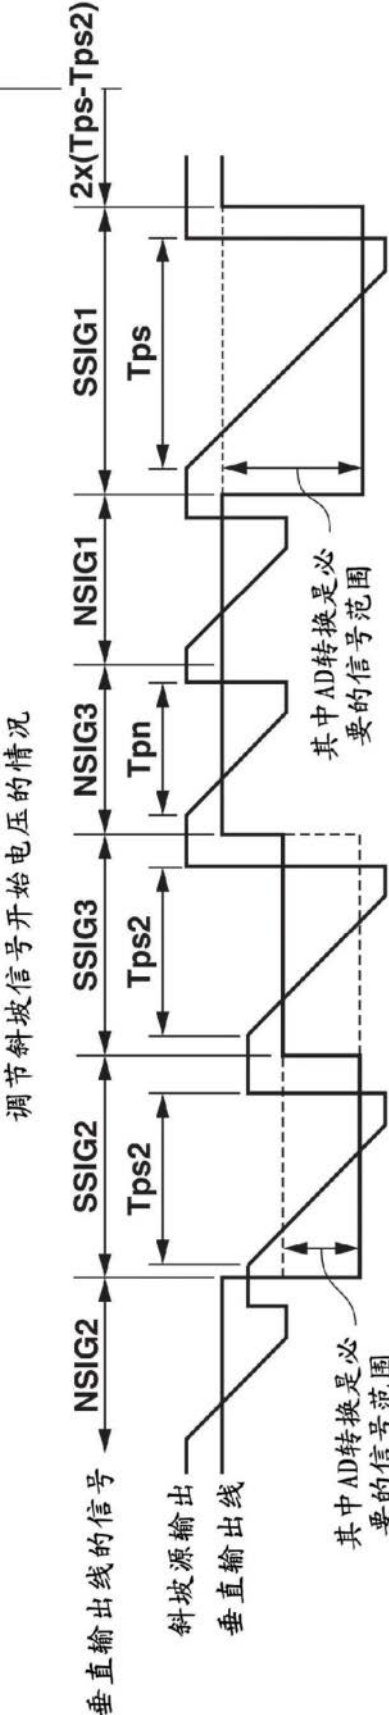 调节斜坡信号开始电压的情况
垂直输出线的信号
NSIG2
SSIG2
SSIG3
NSIG3
NSIG1
SSIG1
2x(Tps-Tps2)
Tps2
Tps2
Tpn
Tps
斜坡源输出
垂直输出线
其中AD转换是必
要的信号范围
其中AD转换是必
要的信号范围